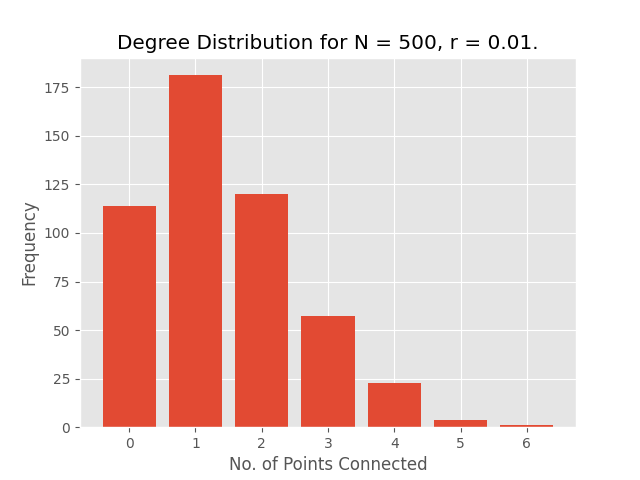 Degree Distribution for N = 500, r = 0.01.
175
150
125
100
75
50
25
0
Frequency
0 1 2 3 4 5 6
No. of Points Connected